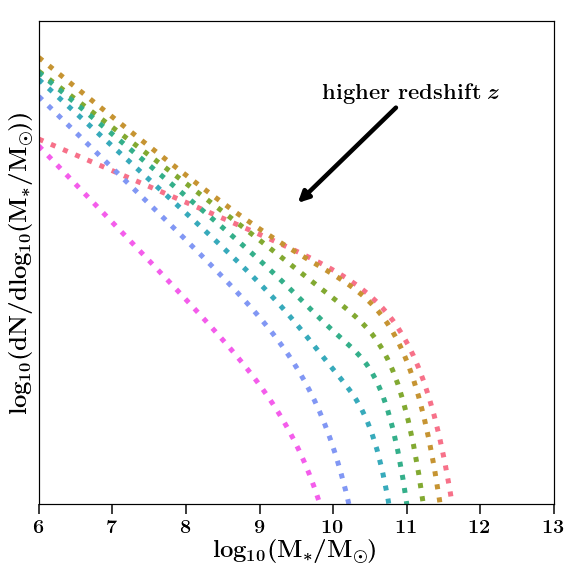 higher redshift z
log₁₀(dN/dlog₁₀(M∗/M⊙))
6 7 8 9 10 11 12 13
log₁₀(M∗/M⊙)